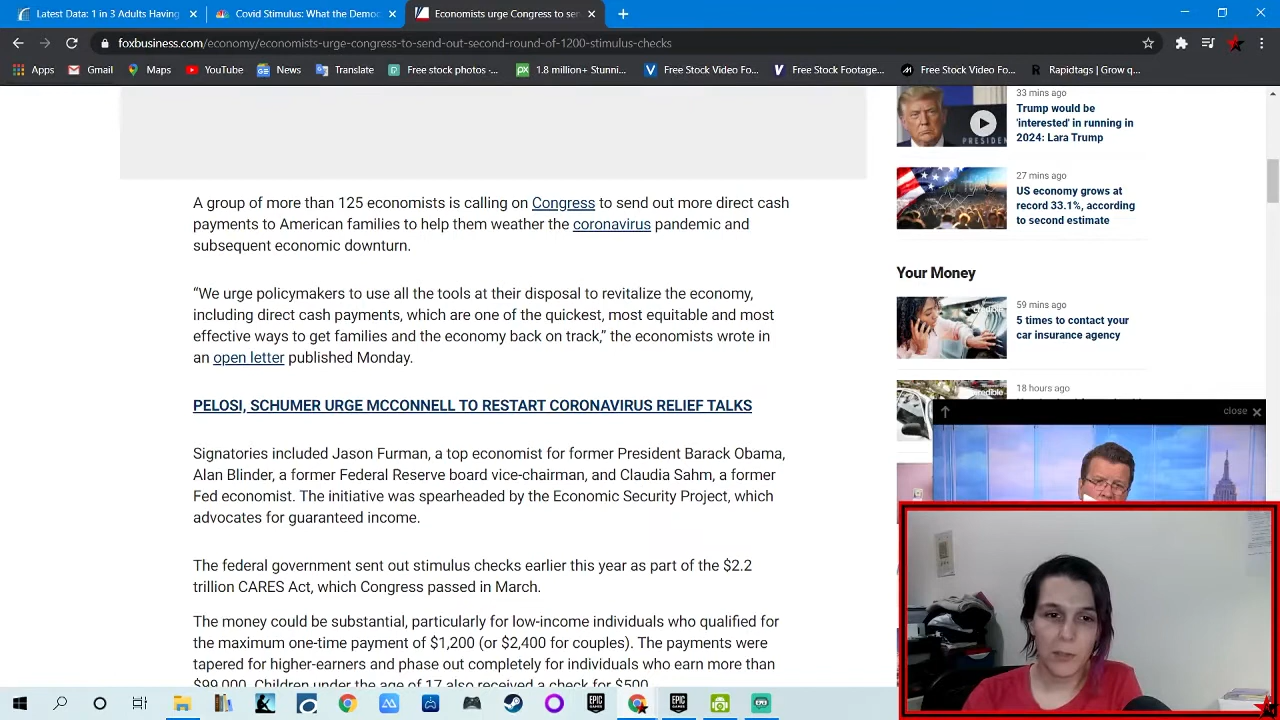 Latest Data: 1 in 3 Adults Having
Covid Stimulus: What the Democ
Economists urge Congress to ser
foxbusiness.com/economy/economists-urge-congress-to-send-out-second-round-of-1200-stimulus-checks
Apps
Gmail
Maps
YouTube
News
Translate
Free stock photos -...
1.8 million+ Stunni...
Free Stock Video Fo...
Free Stock Footage...
Free Stock Video Fo...
Rapidtags | Grow q...
33 mins ago
Trump would be
'interested' in running in
2024: Lara Trump
27 mins ago
US economy grows at
record 33.1%, according
to second estimate
Your Money
59 mins ago
5 times to contact your
car insurance agency
18 hours ago
close
A group of more than 125 economists is calling on Congress to send out more direct cash
payments to American families to help them weather the coronavirus pandemic and
subsequent economic downturn.
“We urge policymakers to use all the tools at their disposal to revitalize the economy,
including direct cash payments, which are one of the quickest, most equitable and most
effective ways to get families and the economy back on track,” the economists wrote in
an open letter published Monday.
PELOSI, SCHUMER URGE MCCONNELL TO RESTART CORONAVIRUS RELIEF TALKS
Signatories included Jason Furman, a top economist for former President Barack Obama,
Alan Blinder, a former Federal Reserve board vice-chairman, and Claudia Sahm, a former
Fed economist. The initiative was spearheaded by the Economic Security Project, which
advocates for guaranteed income.
The federal government sent out stimulus checks earlier this year as part of the $2.2
trillion CARES Act, which Congress passed in March.
The money could be substantial, particularly for low-income individuals who qualified for
the maximum one-time payment of $1,200 (or $2,400 for couples). The payments were
tapered for higher-earners and phase out completely for individuals who earn more than
$99,000. Children under the age of 17 also received a check for $500.